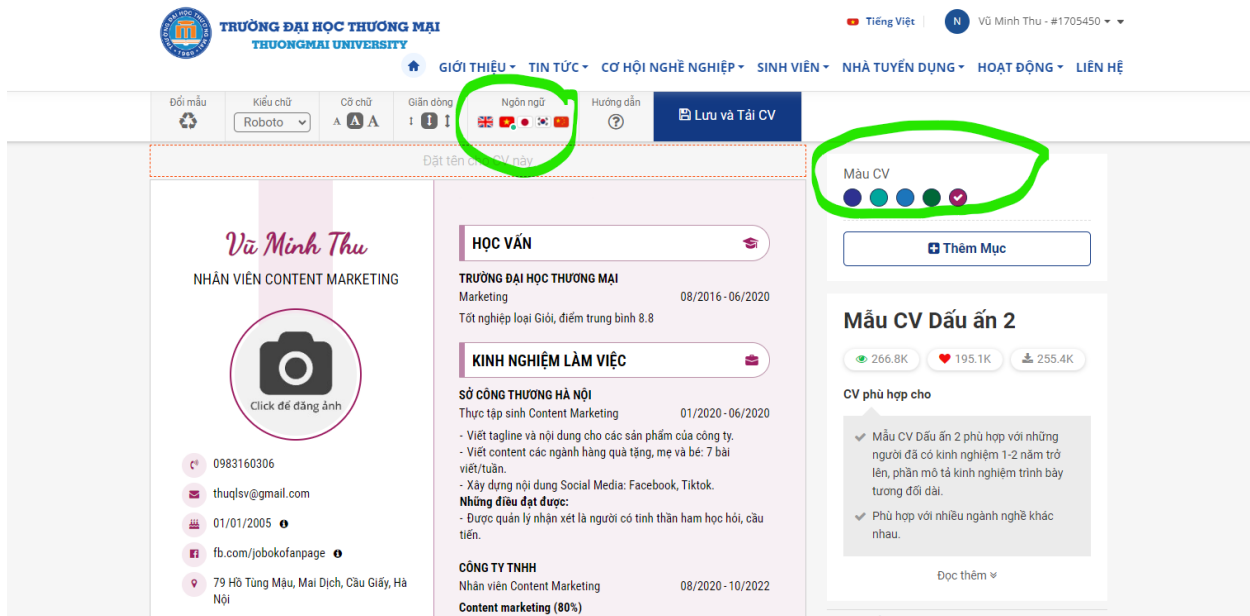 TRƯỜNG ĐẠI HỌC THƯƠNG MẠI
THUONGMAI UNIVERSITY
Tiếng Việt
N
Vũ Minh Thu - #1705450
GIỚI THIỆU
TIN TỨC
CƠ HỘI NGHỀ NGHIỆP
SINH VIÊN
NHÀ TUYỂN DỤNG
HOẠT ĐỘNG
LIÊN HỆ
Đổi mẫu
Kiểu chữ
Cỡ chữ
Giãn dòng
Ngôn ngữ
Hướng dẫn
Roboto
A A A
Lưu và Tải CV
Đặt tên cho CV này
Vũ Minh Thu
NHÂN VIÊN CONTENT MARKETING
Click để đăng ảnh
0983160306
thuqlsv@gmail.com
01/01/2005
fb.com/jobokofanpage
79 Hồ Tùng Mậu, Mai Dịch, Cầu Giấy, Hà
Nội
HỌC VẤN
TRƯỜNG ĐẠI HỌC THƯƠNG MẠI
Marketing 08/2016 - 06/2020
Tốt nghiệp loại Giỏi, điểm trung bình 8.8
KINH NGHIỆM LÀM VIỆC
SỞ CÔNG THƯƠNG HÀ NỘI
Thực tập sinh Content Marketing 01/2020 - 06/2020
- Viết tagline và nội dung cho các sản phẩm của công ty.
- Viết content các ngành hàng quà tặng, mẹ và bé: 7 bài
viết/tuần.
- Xây dựng nội dung Social Media: Facebook, Tiktok.
Những điều đạt được:
- Được quản lý nhận xét là người có tinh thần ham học hỏi, cầu
tiến.
CÔNG TY TNHH
Nhân viên Content Marketing 08/2020 - 10/2022
Content marketing (80%)
Màu CV
Thêm Mục
Mẫu CV Dấu ấn 2
266.8K
195.1K
255.4K
CV phù hợp cho
Mẫu CV Dấu ấn 2 phù hợp với những
người đã có kinh nghiệm 1-2 năm trở
lên, phần mô tả kinh nghiệm trình bày
tương đối dài.
Phù hợp với nhiều ngành nghề khác
nhau.
Đọc thêm